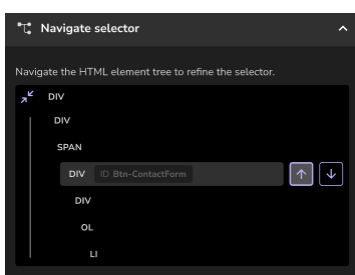 Navigate selector
Navigate the HTML element tree to refine the selector.
DIV
DIV
SPAN
DIV ID Btn-ContactForm
DIV
OL
LI